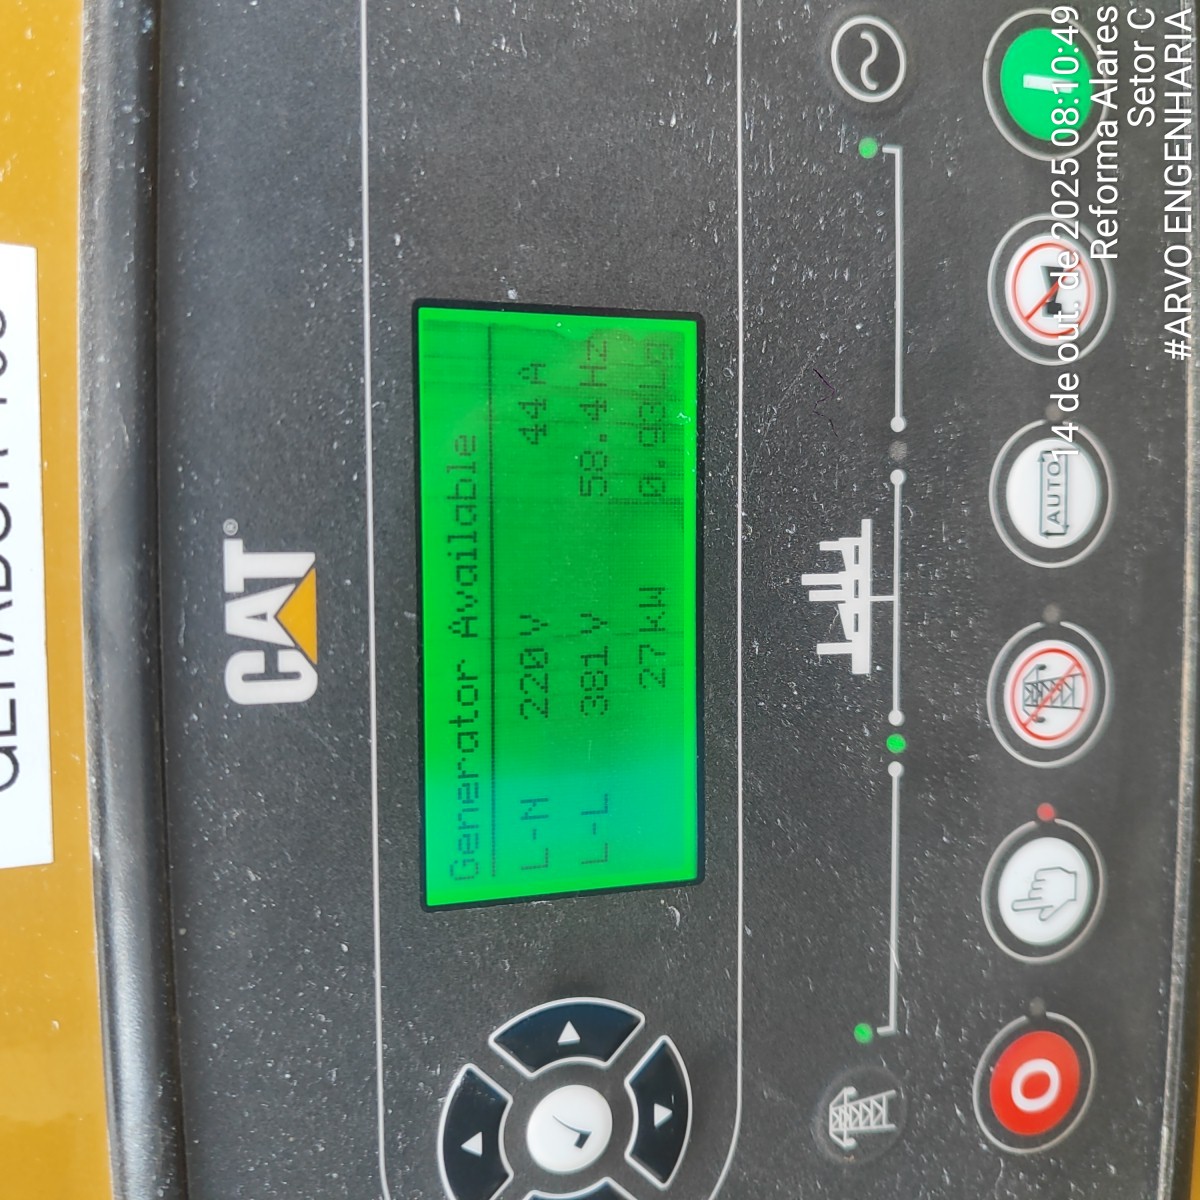 GERADOR
CAT®
Generator Available
L-N 220 V 44 A
L-L 381 V 58.4 Hz
27 kW 0.93 Lg
O
AUTO
I
14 de out. de 2025 08:10:49
Reforma Alares
Setor C
#ARVO ENGENHARIA